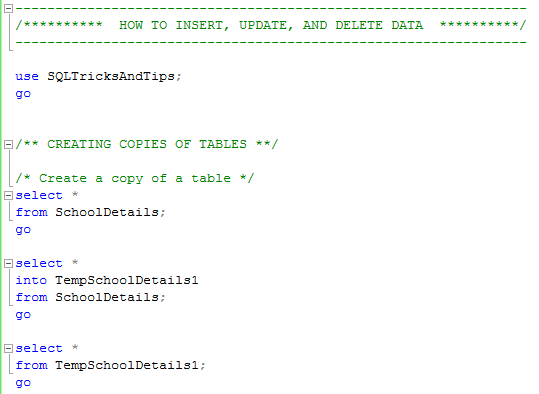 -----------------------------------------------------------------
/********** HOW TO INSERT, UPDATE, AND DELETE DATA **********/
-----------------------------------------------------------------
use SQLTricksAndTips;
go
/** CREATING COPIES OF TABLES **/
/* Create a copy of a table */
select *
from SchoolDetails;
go
select *
into TempSchoolDetails1
from SchoolDetails;
go
select *
from TempSchoolDetails1;
go